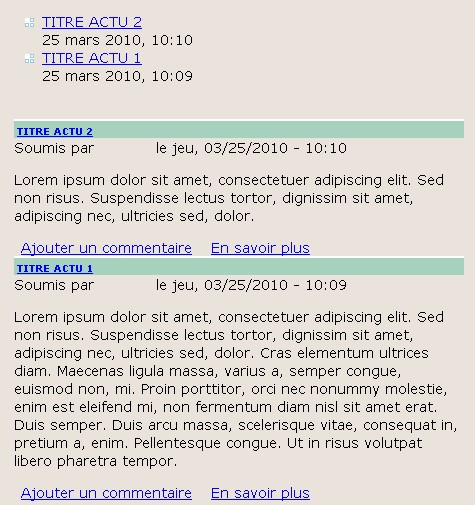 TITRE ACTU 2
25 mars 2010, 10:10
TITRE ACTU 1
25 mars 2010, 10:09
TITRE ACTU 2
Soumis par le jeu, 03/25/2010 - 10:10
Lorem ipsum dolor sit amet, consectetuer adipiscing elit. Sed
non risus. Suspendisse lectus tortor, dignissim sit amet,
adipiscing nec, ultricies sed, dolor.
Ajouter un commentaire En savoir plus
TITRE ACTU 1
Soumis par le jeu, 03/25/2010 - 10:09
Lorem ipsum dolor sit amet, consectetuer adipiscing elit. Sed
non risus. Suspendisse lectus tortor, dignissim sit amet,
adipiscing nec, ultricies sed, dolor. Cras elementum ultrices
diam. Maecenas ligula massa, varius a, semper congue,
euismod non, mi. Proin porttitor, orci nec nonummy molestie,
enim est eleifend mi, non fermentum diam nisl sit amet erat.
Duis semper. Duis arcu massa, scelerisque vitae, consequat in,
pretium a, enim. Pellentesque congue. Ut in risus volutpat
libero pharetra tempor.
Ajouter un commentaire En savoir plus